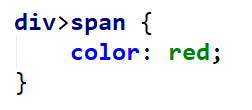 div>span {
    color: red;
}